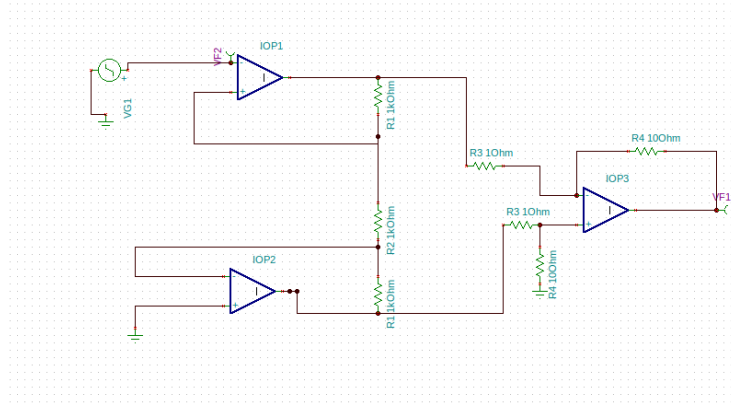 IOP1
VF2
VG1
+
-
+
R1 1kOhm
R4 10Ohm
R3 1Ohm
IOP3
VF1
-
+
R3 1Ohm
R2 1kOhm
R4 10Ohm
IOP2
-
+
R1 1kOhm